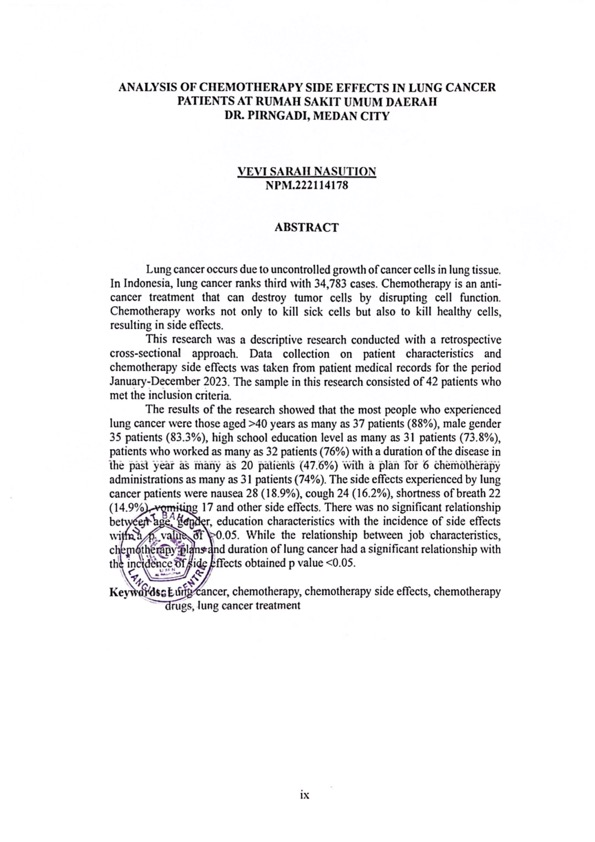 ANALYSIS OF CHEMOTHERAPY SIDE EFFECTS IN LUNG CANCER
PATIENTS AT RUMAH SAKIT UMUM DAERAH
DR. PIRNGADI, MEDAN CITY
VEVI SARAH NASUTION
NPM.222114178
ABSTRACT
Lung cancer occurs due to uncontrolled growth of cancer cells in lung tissue.
In Indonesia, lung cancer ranks third with 34,783 cases. Chemotherapy is an anti-
cancer treatment that can destroy tumor cells by disrupting cell function.
Chemotherapy works not only to kill sick cells but also to kill healthy cells,
resulting in side effects.
This research was a descriptive research conducted with a retrospective
cross-sectional approach. Data collection on patient characteristics and
chemotherapy side effects was taken from patient medical records for the period
January-December 2023. The sample in this research consisted of 42 patients who
met the inclusion criteria.
The results of the research showed that the most people who experienced
lung cancer were those aged >40 years as many as 37 patients (88%), male gender
35 patients (83.3%), high school education level as many as 31 patients (73.8%),
patients who worked as many as 32 patients (76%) with a duration of the disease in
the past year as many as 20 patients (47.6%) with a plan for 6 chemotherapy
administrations as many as 31 patients (74%). The side effects experienced by lung
cancer patients were nausea 28 (18.9%), cough 24 (16.2%), shortness of breath 22
(14.9%), vomiting 17 and other side effects. There was no significant relationship
between age, gender, education characteristics with the incidence of side effects
with a p value of >0.05. While the relationship between job characteristics,
chemotherapy plans and duration of lung cancer had a significant relationship with
the incidence of side effects obtained p value <0.05.
Keywords: Lung cancer, chemotherapy, chemotherapy side effects, chemotherapy
drugs, lung cancer treatment
PUSAT BAHASA
LANGUAGE CENTRE
ix